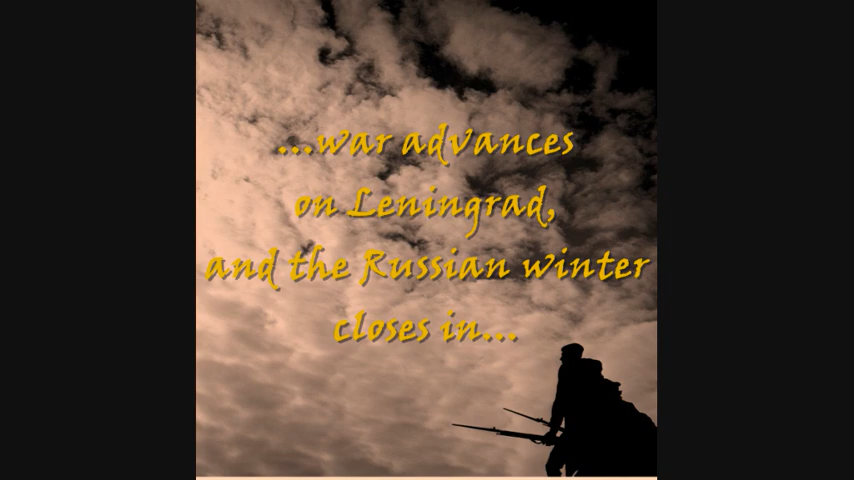 ...war advances
on Leningrad,
and the Russian winter
closes in...